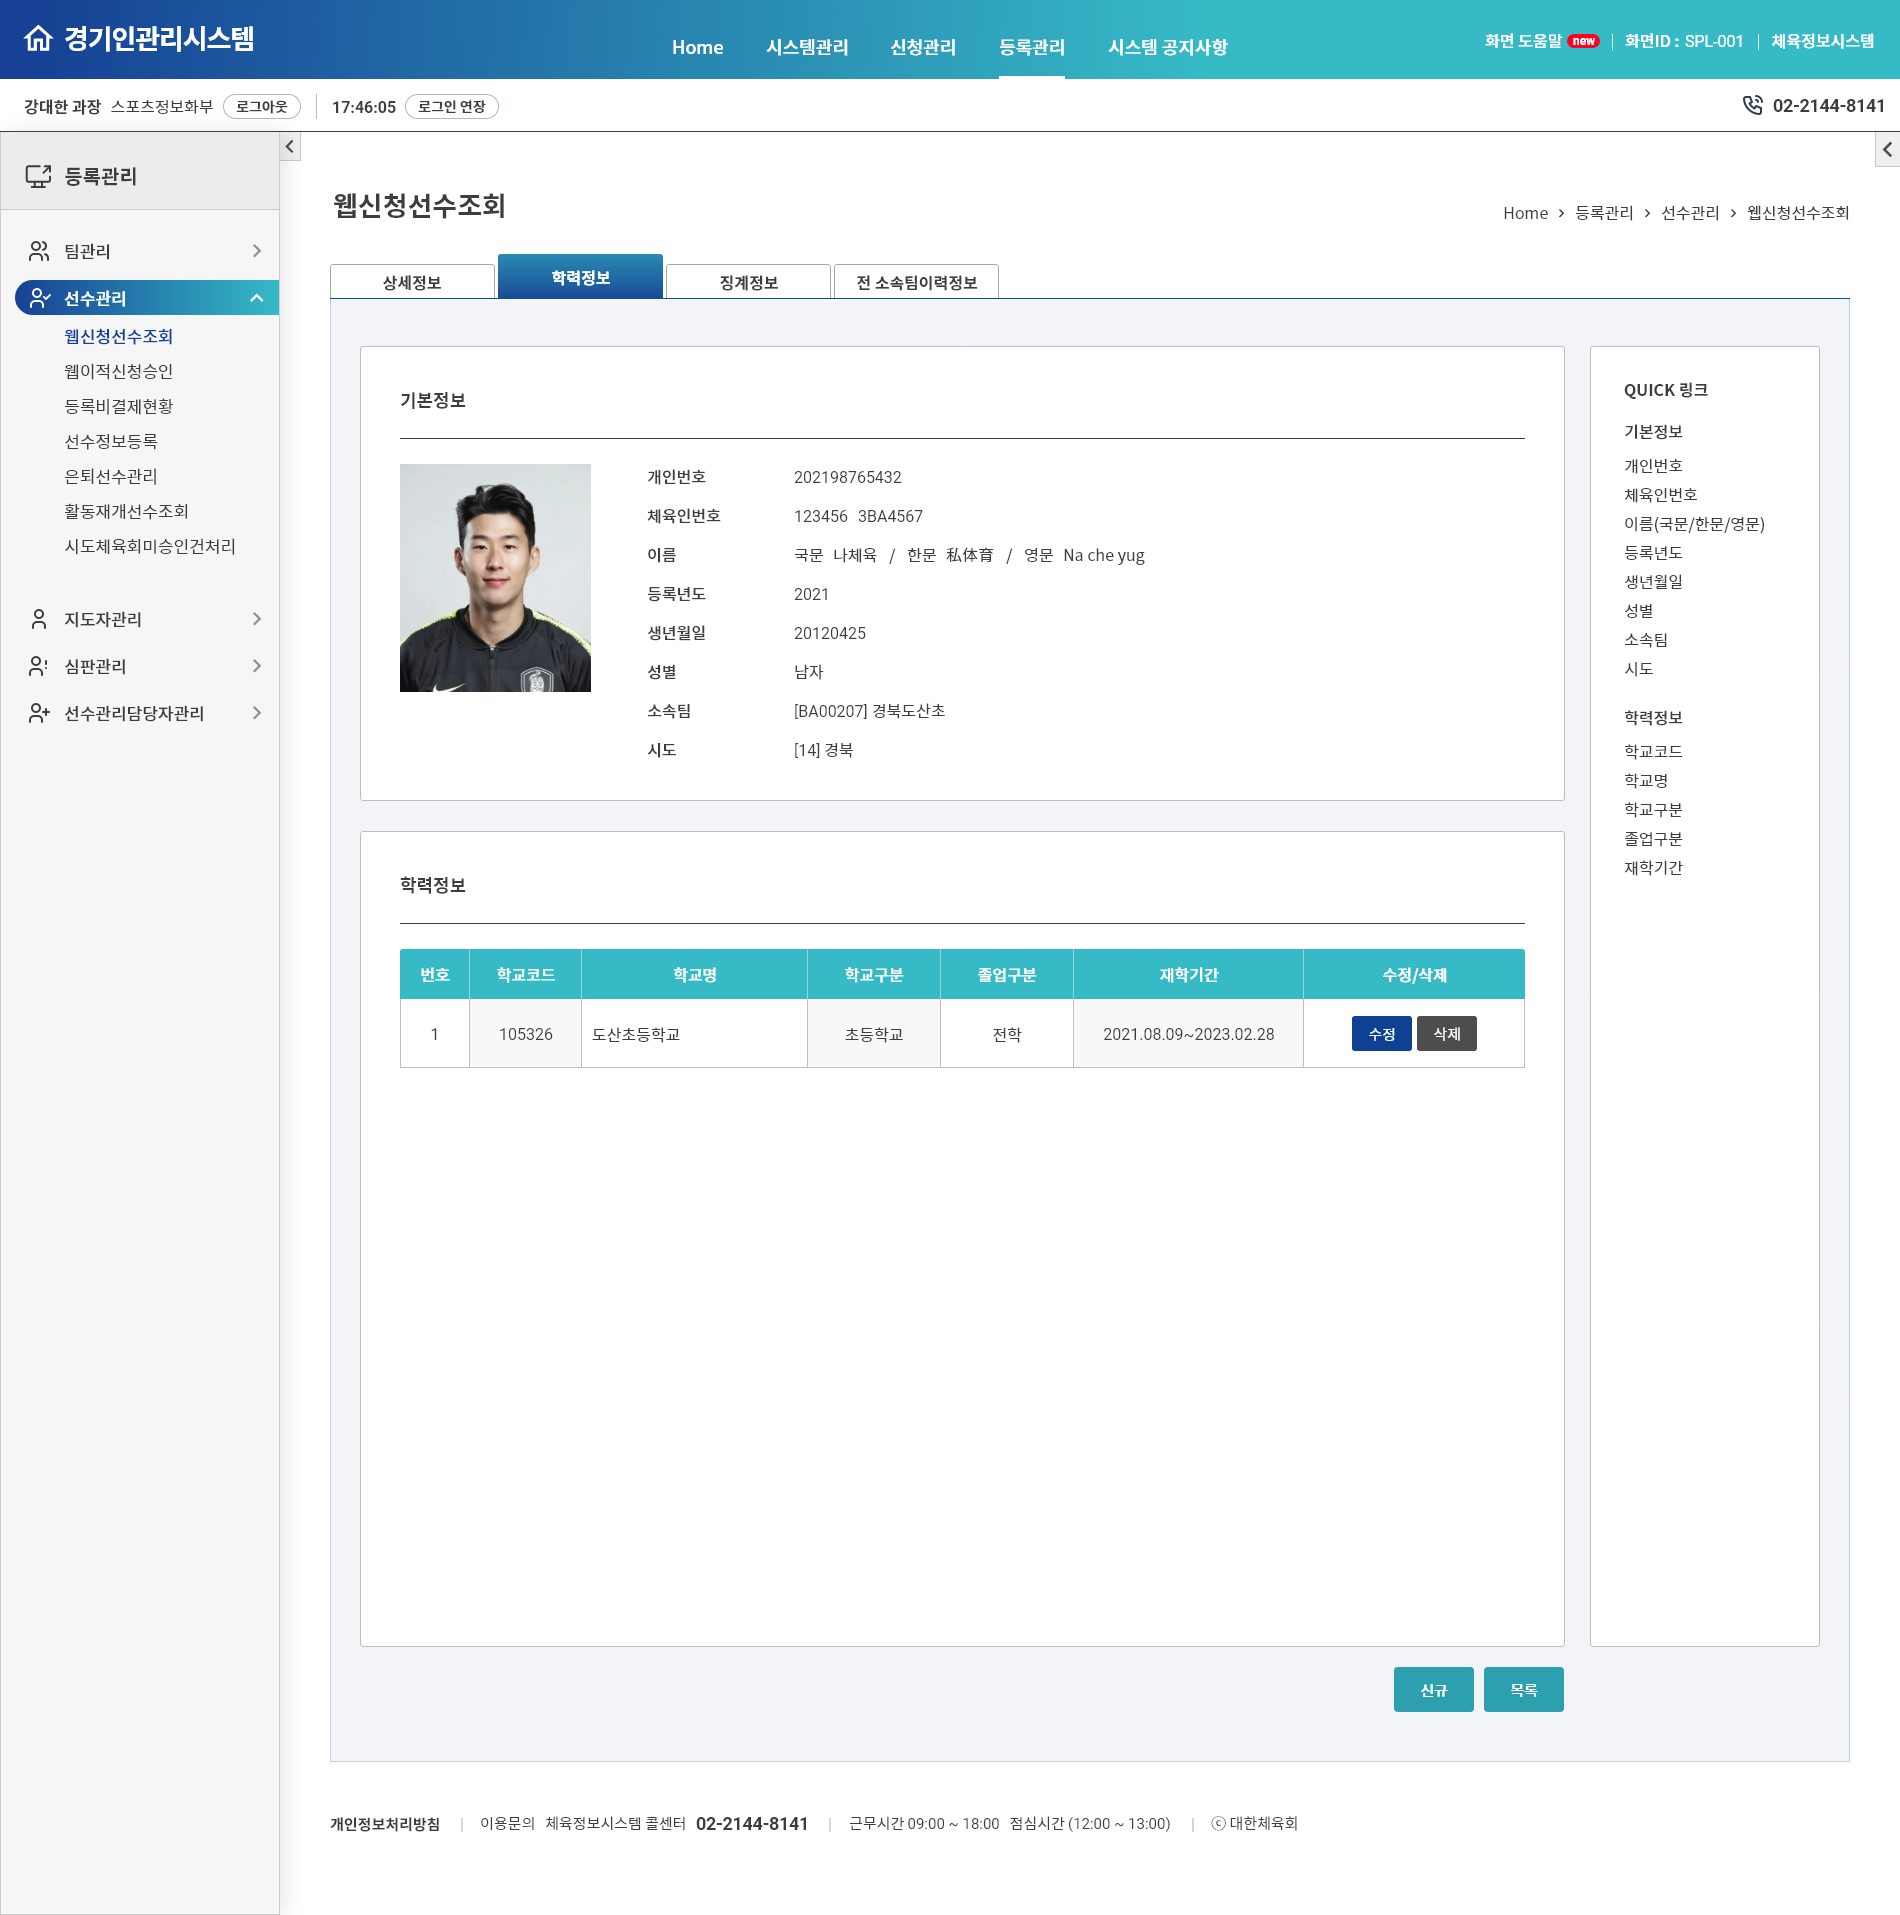 경기인관리시스템
Home 시스템관리 신청관리 등록관리 시스템 공지사항
화면 도움말 new 화면ID : SPL-001 체육정보시스템
강대한 과장 스포츠정보화부 로그아웃 17:46:05 로그인 연장
02-2144-8141
등록관리
팀관리
선수관리
웹신청선수조회
웹이적신청승인
등록비결제현황
선수정보등록
은퇴선수관리
활동재개선수조회
시도체육회미승인건처리
지도자관리
심판관리
선수관리담당자관리
웹신청선수조회
Home > 등록관리 > 선수관리 > 웹신청선수조회
상세정보 학력정보 징계정보 전 소속팀이력정보
기본정보
개인번호 202198765432
체육인번호 123456 3BA4567
이름 국문 나체육 / 한문 私体育 / 영문 Na che yug
등록년도 2021
생년월일 20120425
성별 남자
소속팀 [BA00207] 경북도산초
시도 [14] 경북
학력정보
번호 학교코드 학교명 학교구분 졸업구분 재학기간 수정/삭제
1 105326 도산초등학교 초등학교 전학 2021.08.09~2023.02.28 수정 삭제
QUICK 링크
기본정보
개인번호
체육인번호
이름(국문/한문/영문)
등록년도
생년월일
성별
소속팀
시도
학력정보
학교코드
학교명
학교구분
졸업구분
재학기간
신규 목록
개인정보처리방침 | 이용문의 체육정보시스템 콜센터 02-2144-8141 | 근무시간 09:00 ~ 18:00 점심시간 (12:00 ~ 13:00) | ⓒ 대한체육회